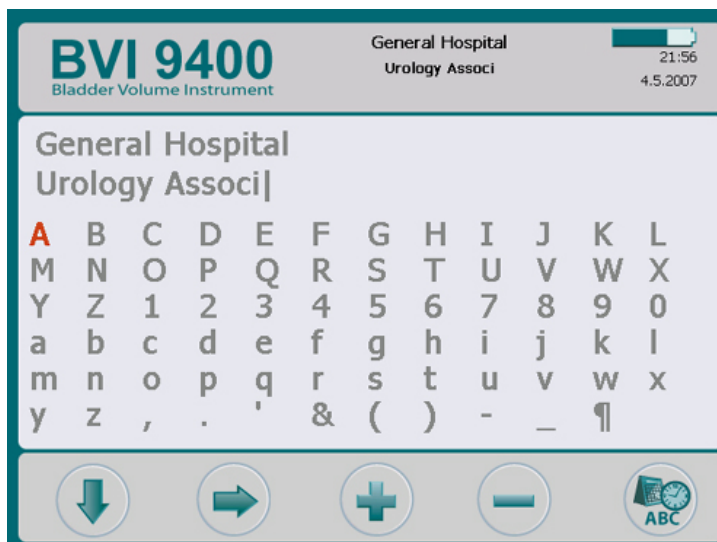 BVI 9400
Bladder Volume Instrument
General Hospital
Urology Associ
21:56
4.5.2007
General Hospital
Urology Associ|
A B C D E F G H I J K L
M N O P Q R S T U V W X
Y Z 1 2 3 4 5 6 7 8 9 0
a b c d e f g h i j k l
m n o p q r s t u v w x
y z , . ' & ( ) - _ ¶
ABC